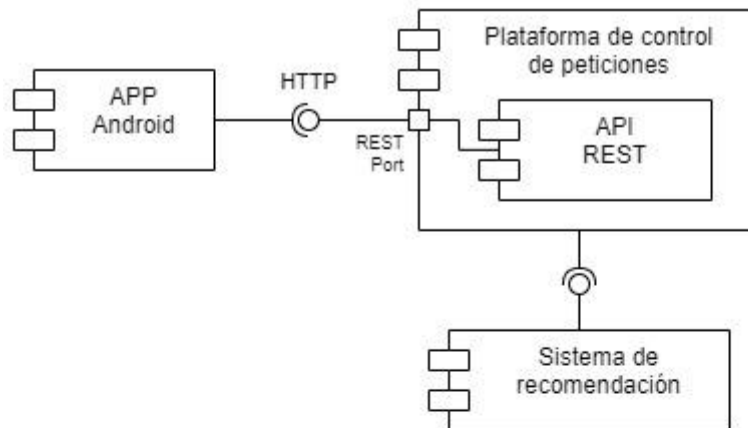 Plataforma de control
de peticiones
HTTP
APP
Android
API
REST
REST
Port
Sistema de
recomendación